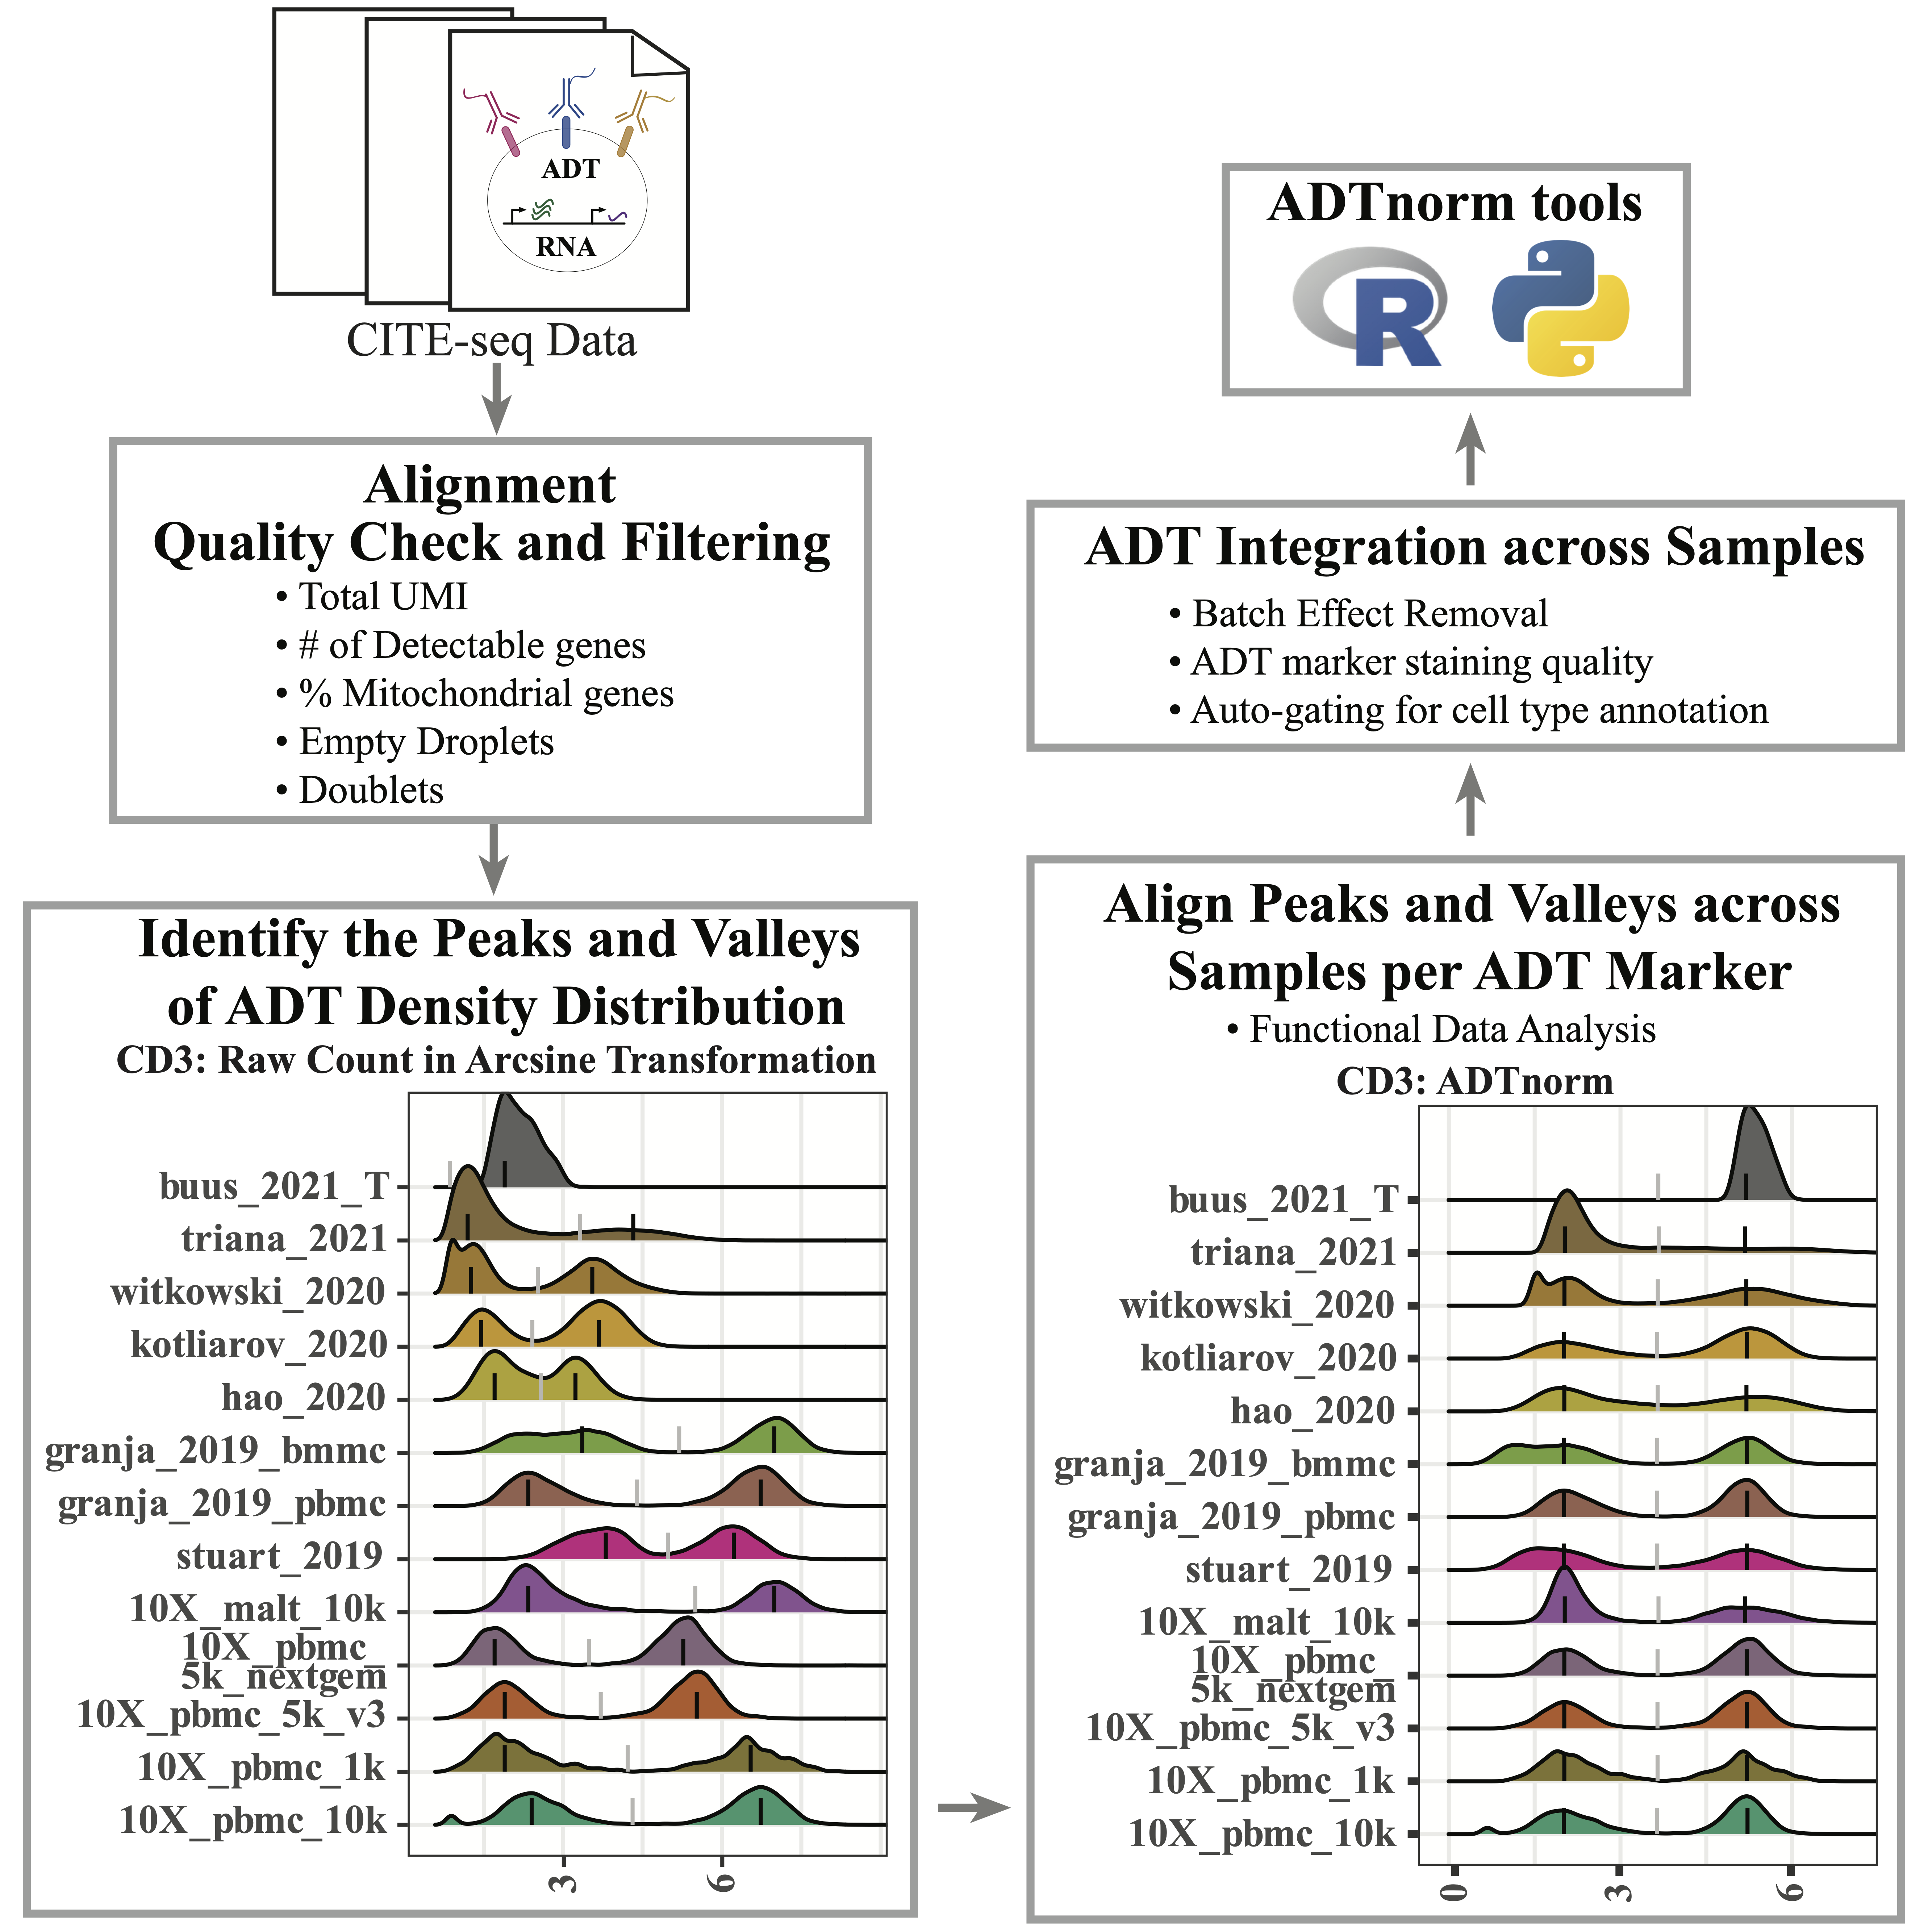 ADT
RNA
CITE-seq Data
Alignment
Quality Check and Filtering
• Total UMI
• # of Detectable genes
• % Mitochondrial genes
• Empty Droplets
• Doublets
Identify the Peaks and Valleys
of ADT Density Distribution
CD3: Raw Count in Arcsine Transformation
buus_2021_T
triana_2021
witkowski_2020
kotliarov_2020
hao_2020
granja_2019_bmmc
granja_2019_pbmc
stuart_2019
10X_malt_10k
10X_pbmc_
5k_nextgem
10X_pbmc_5k_v3
10X_pbmc_1k
10X_pbmc_10k
3 6
Align Peaks and Valleys across
Samples per ADT Marker
• Functional Data Analysis
CD3: ADTnorm
buus_2021_T
triana_2021
witkowski_2020
kotliarov_2020
hao_2020
granja_2019_bmmc
granja_2019_pbmc
stuart_2019
10X_malt_10k
10X_pbmc_
5k_nextgem
10X_pbmc_5k_v3
10X_pbmc_1k
10X_pbmc_10k
0 3 6
ADT Integration across Samples
• Batch Effect Removal
• ADT marker staining quality
• Auto-gating for cell type annotation
ADTnorm tools
R